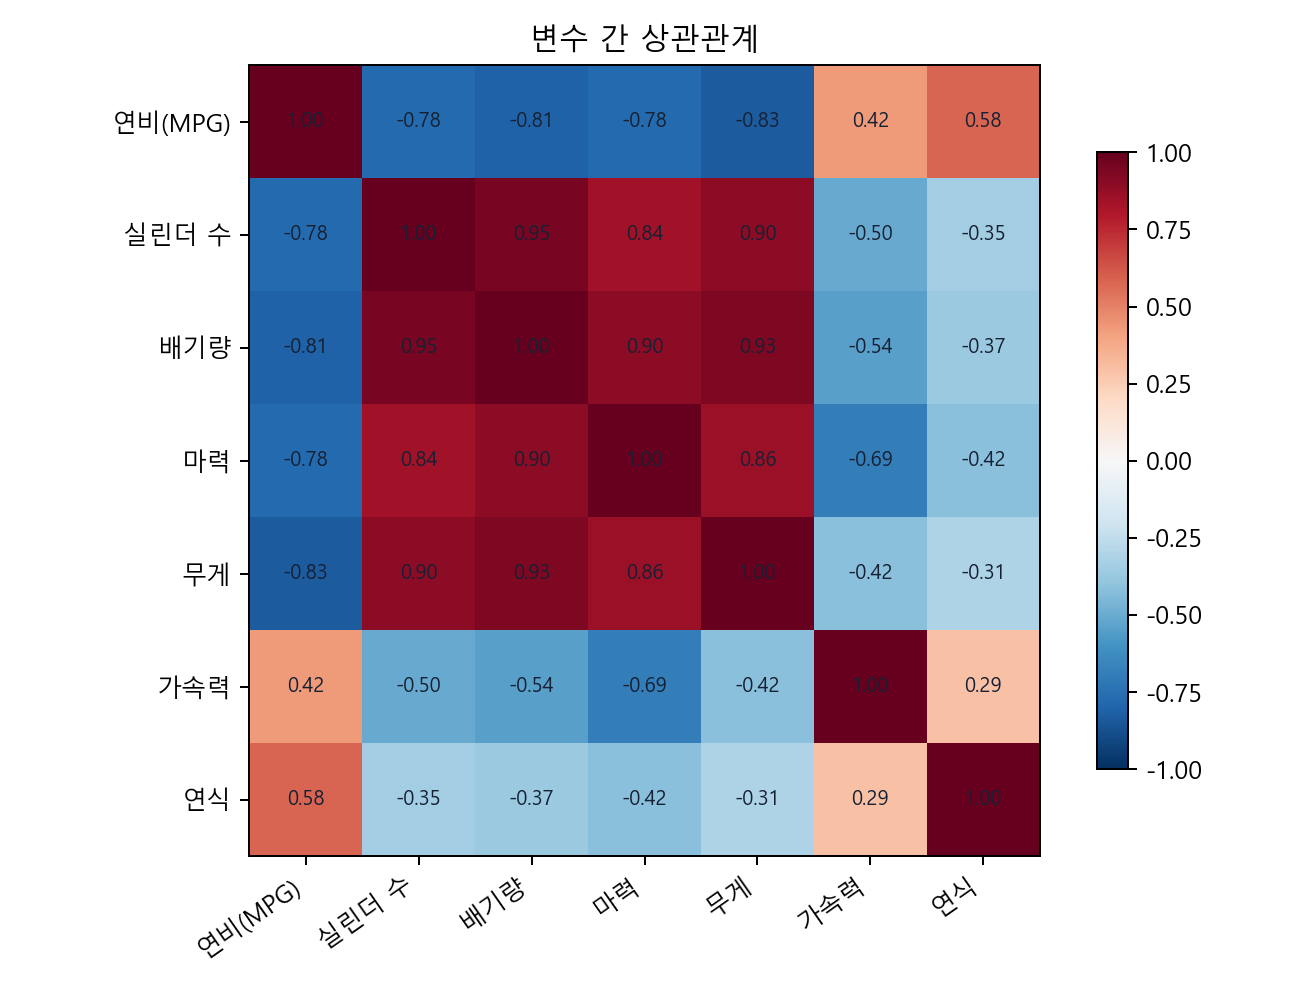 변수 간 상관관계
연비(MPG) 1.00 -0.78 -0.81 -0.78 -0.83 0.42 0.58
실린더 수 -0.78 1.00 0.95 0.84 0.90 -0.50 -0.35
배기량 -0.81 0.95 1.00 0.90 0.93 -0.54 -0.37
마력 -0.78 0.84 0.90 1.00 0.86 -0.69 -0.42
무게 -0.83 0.90 0.93 0.86 1.00 -0.42 -0.31
가속력 0.42 -0.50 -0.54 -0.69 -0.42 1.00 0.29
연식 0.58 -0.35 -0.37 -0.42 -0.31 0.29 1.00
연비(MPG) 실린더 수 배기량 마력 무게 가속력 연식
1.00
0.75
0.50
0.25
0.00
-0.25
-0.50
-0.75
-1.00